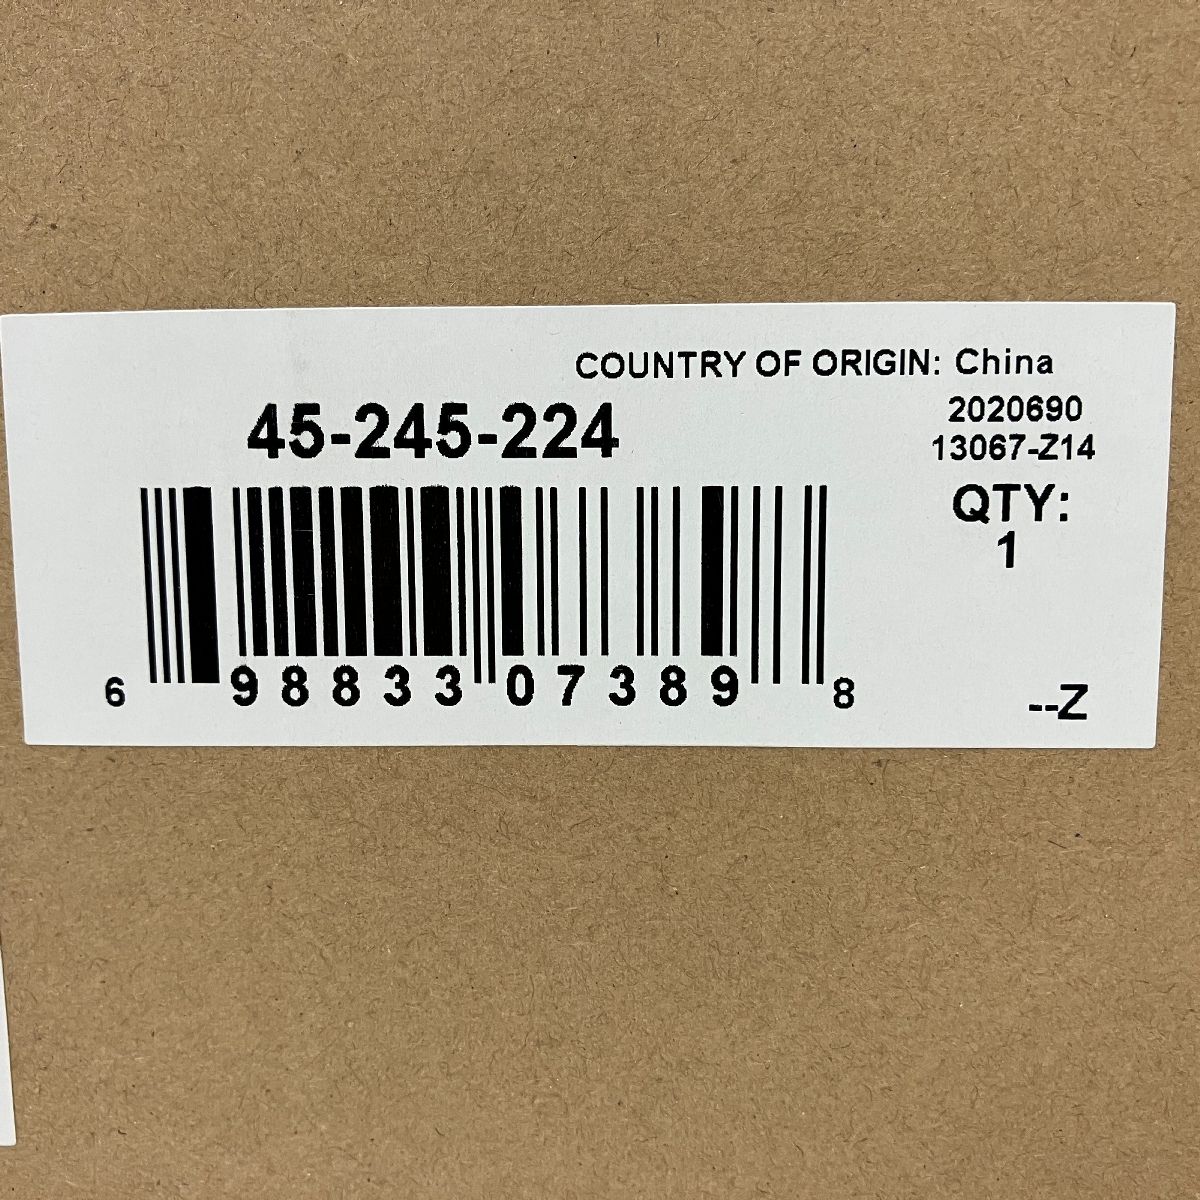 COUNTRY OF ORIGIN: China
45-245-224
2020690
13067-Z14
QTY:
1
6 98833 07389 8
--Z